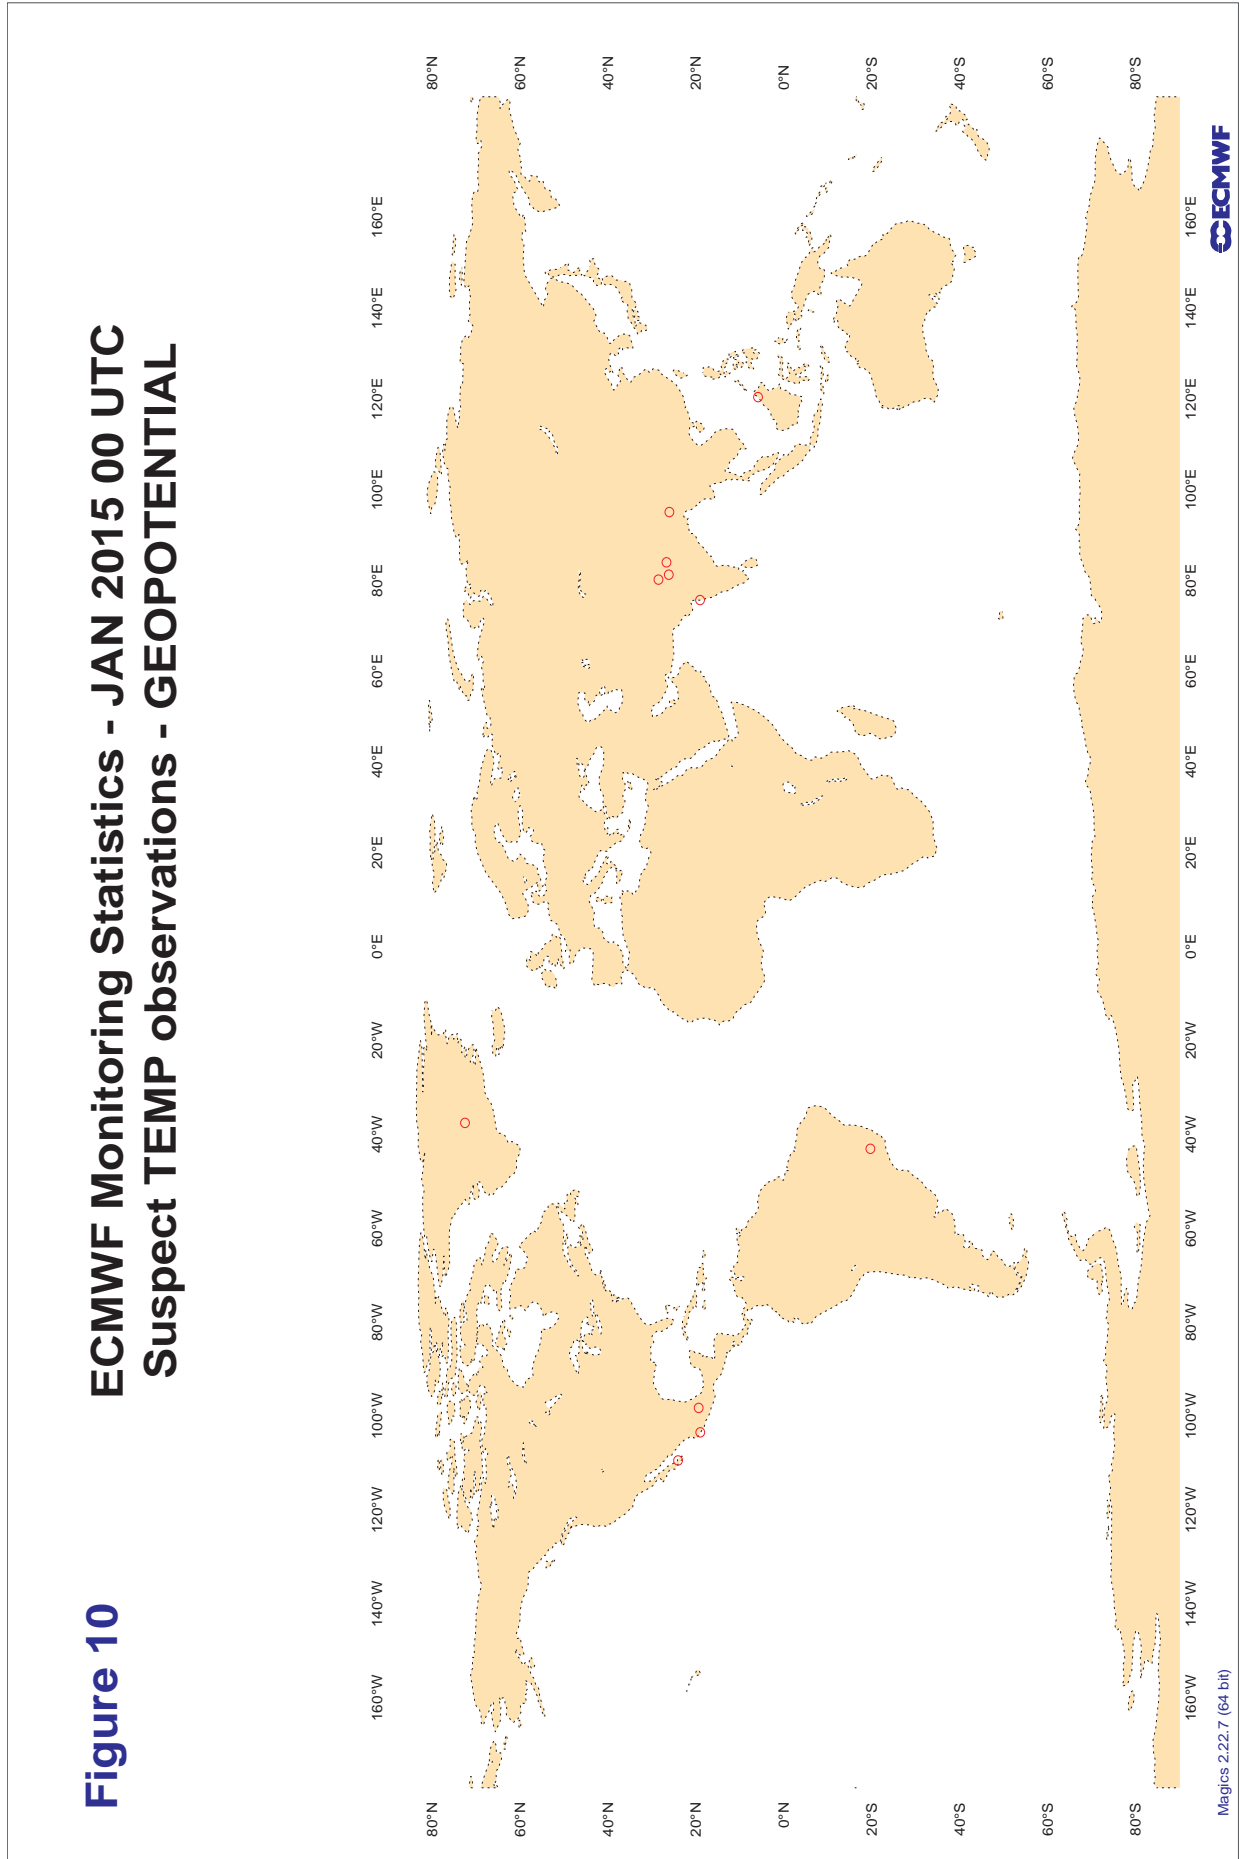 Figure 10
ECMWF Monitoring Statistics - JAN 2015 00 UTC
Suspect TEMP observations - GEOPOTENTIAL
160°W 140°W 120°W 100°W 80°W 60°W 40°W 20°W 0°E 20°E 40°E 60°E 80°E 100°E 120°E 140°E 160°E
80°N 80°N
60°N 60°N
40°N 40°N
20°N 20°N
0°N 0°N
20°S 20°S
40°S 40°S
60°S 60°S
80°S 80°S
160°W 140°W 120°W 100°W 80°W 60°W 40°W 20°W 0°E 20°E 40°E 60°E 80°E 100°E 120°E 140°E 160°E
Magics 2.22.7 (64 bit)
ECMWF